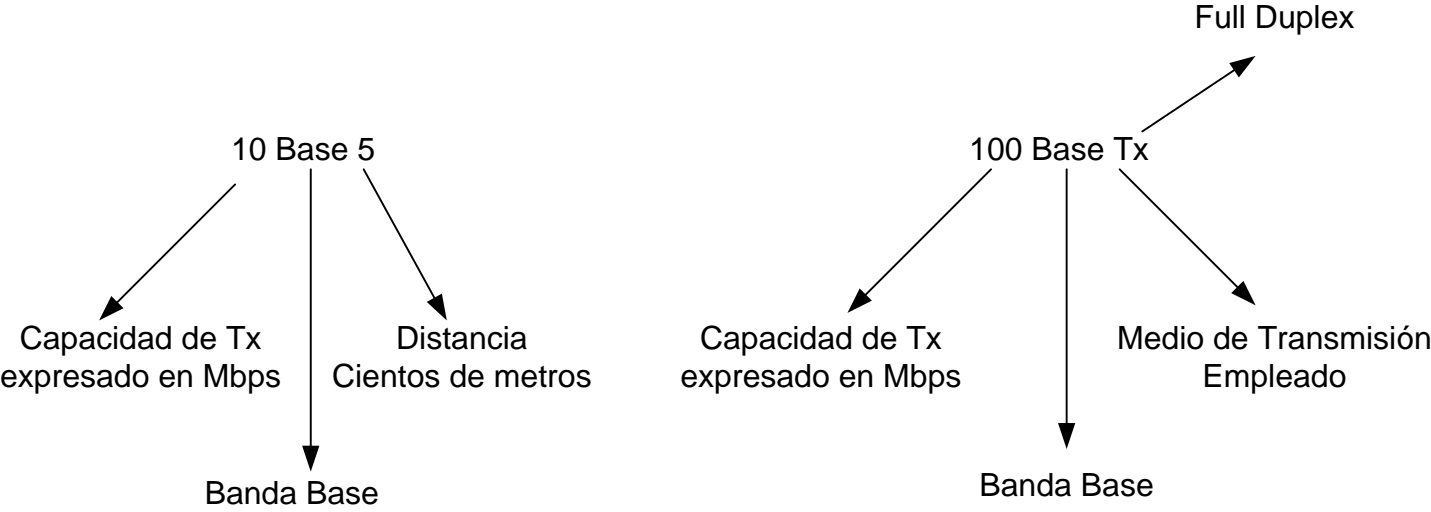 Full Duplex
10 Base 5
100 Base Tx
Capacidad de Tx
expresado en Mbps
Distancia
Cientos de metros
Capacidad de Tx
expresado en Mbps
Medio de Transmisión
Empleado
Banda Base
Banda Base